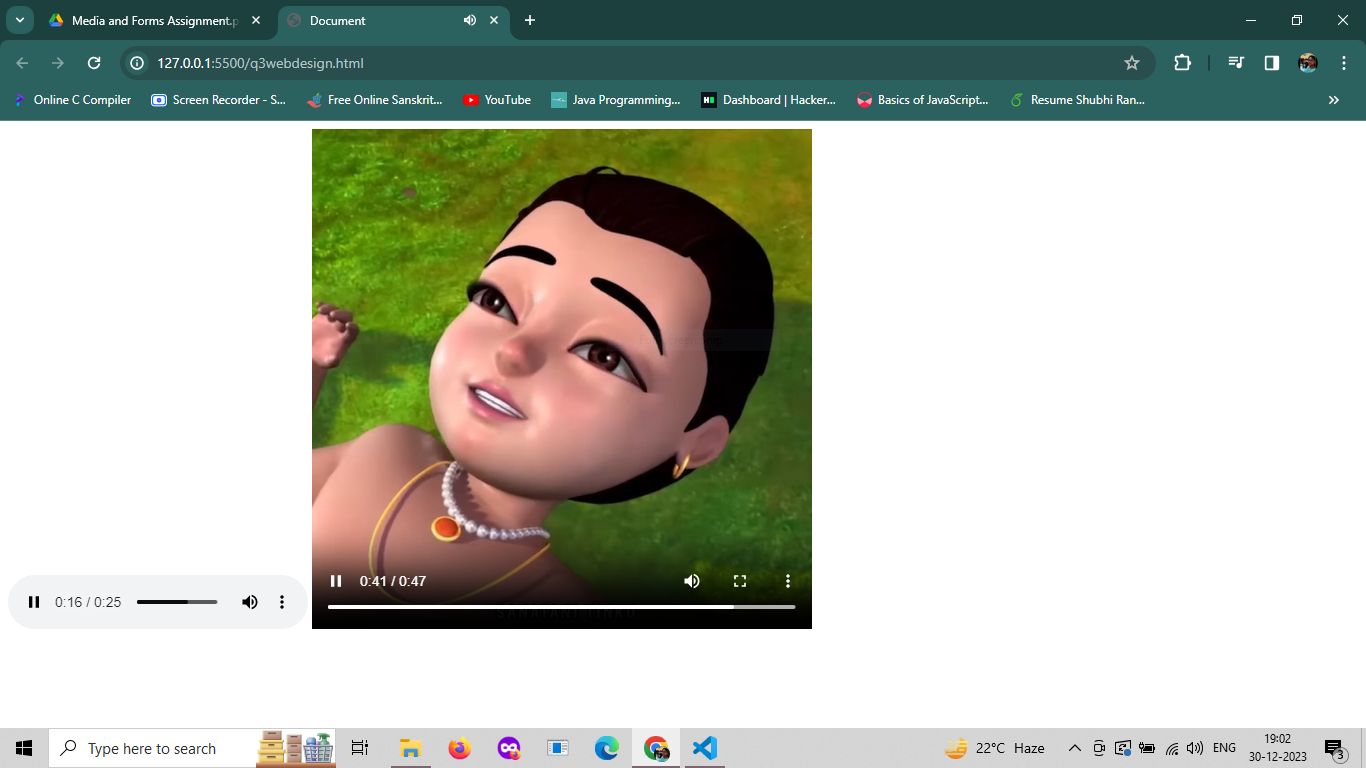 Media and Forms Assignment.p
Document
127.0.0.1:5500/q3webdesign.html
Online C Compiler
Screen Recorder - S...
Free Online Sanskrit...
YouTube
Java Programming...
Dashboard | Hacker...
Basics of JavaScript...
Resume Shubhi Ran...
0:41 / 0:47
0:16 / 0:25
Type here to search
22°C Haze
ENG
19:02
30-12-2023
3